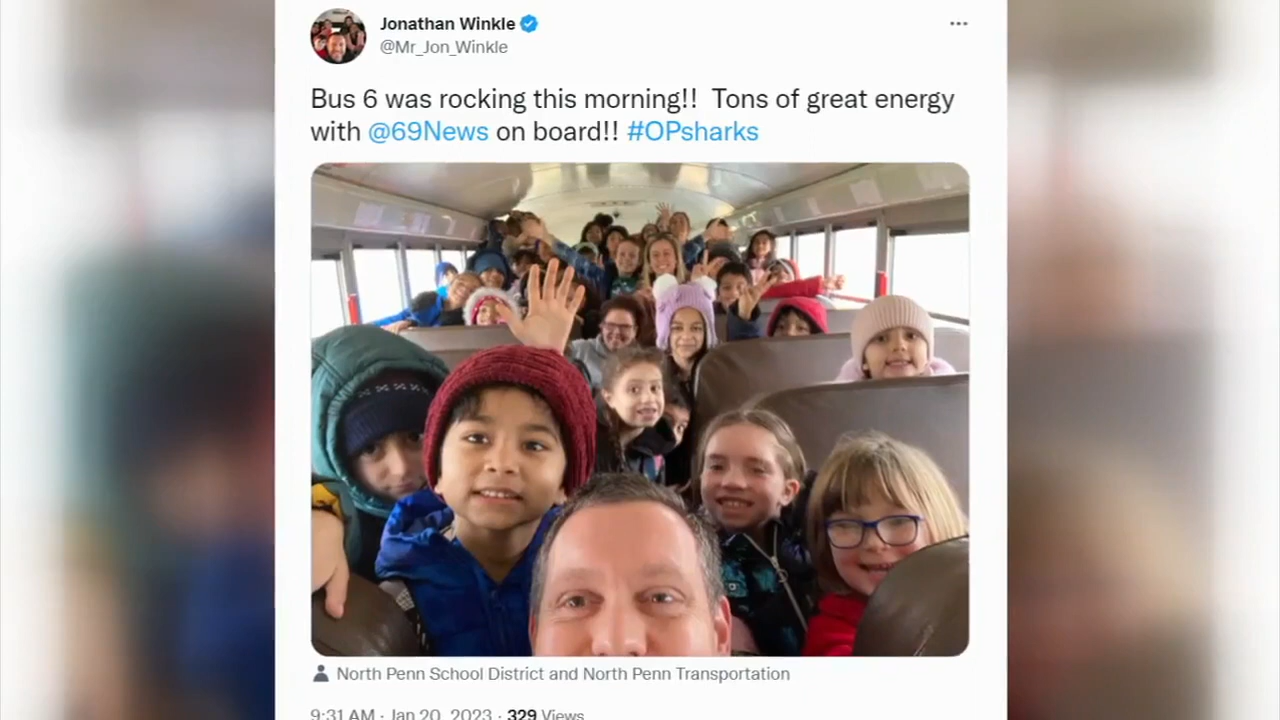 Jonathan Winkle
@Mr_Jon_Winkle
Bus 6 was rocking this morning!! Tons of great energy
with @69News on board!! #OPsharks
North Penn School District and North Penn Transportation
9:31 AM · Jan 20, 2023 · 329 Views